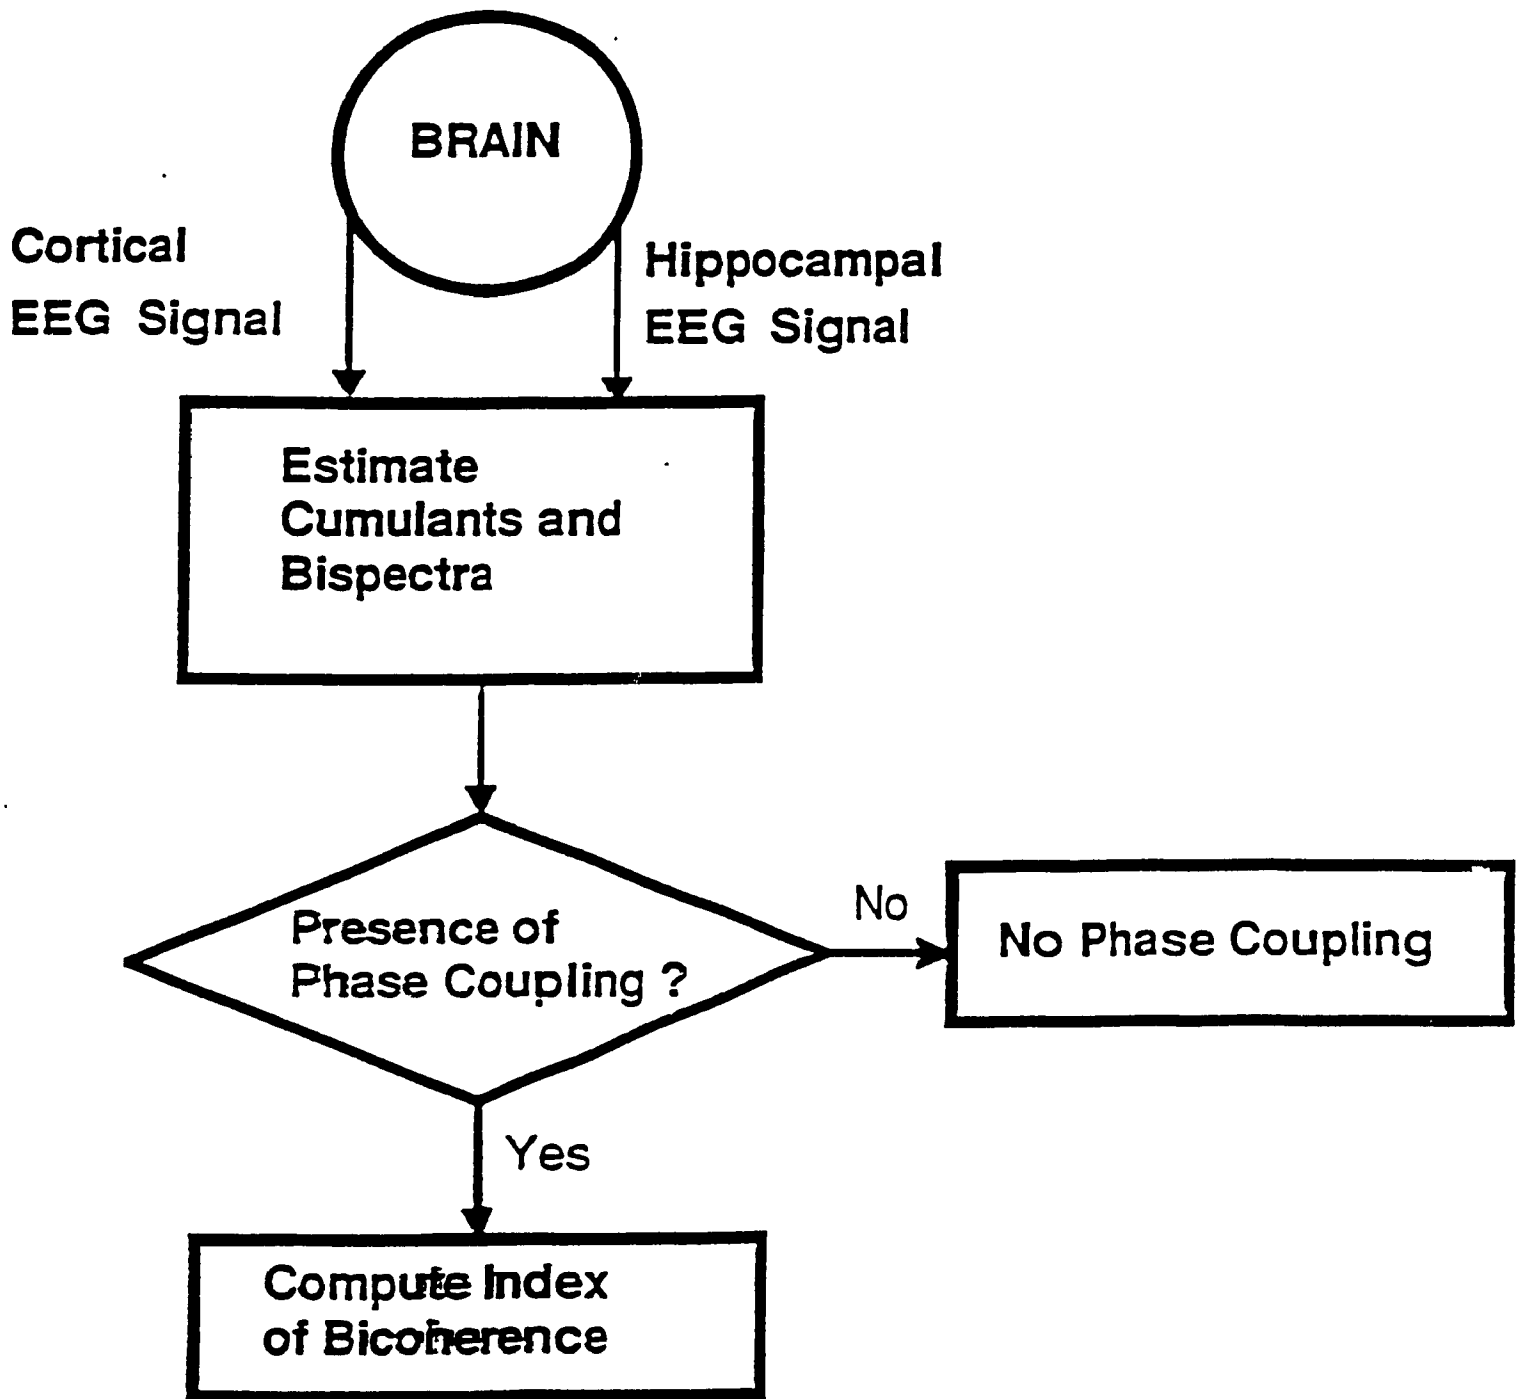 BRAIN
Cortical
EEG Signal
Hippocampal
EEG Signal
Estimate
Cumulants and
Bispectra
Presence of
Phase Coupling ?
No
No Phase Coupling
Yes
Compute Index
of Bicoherence